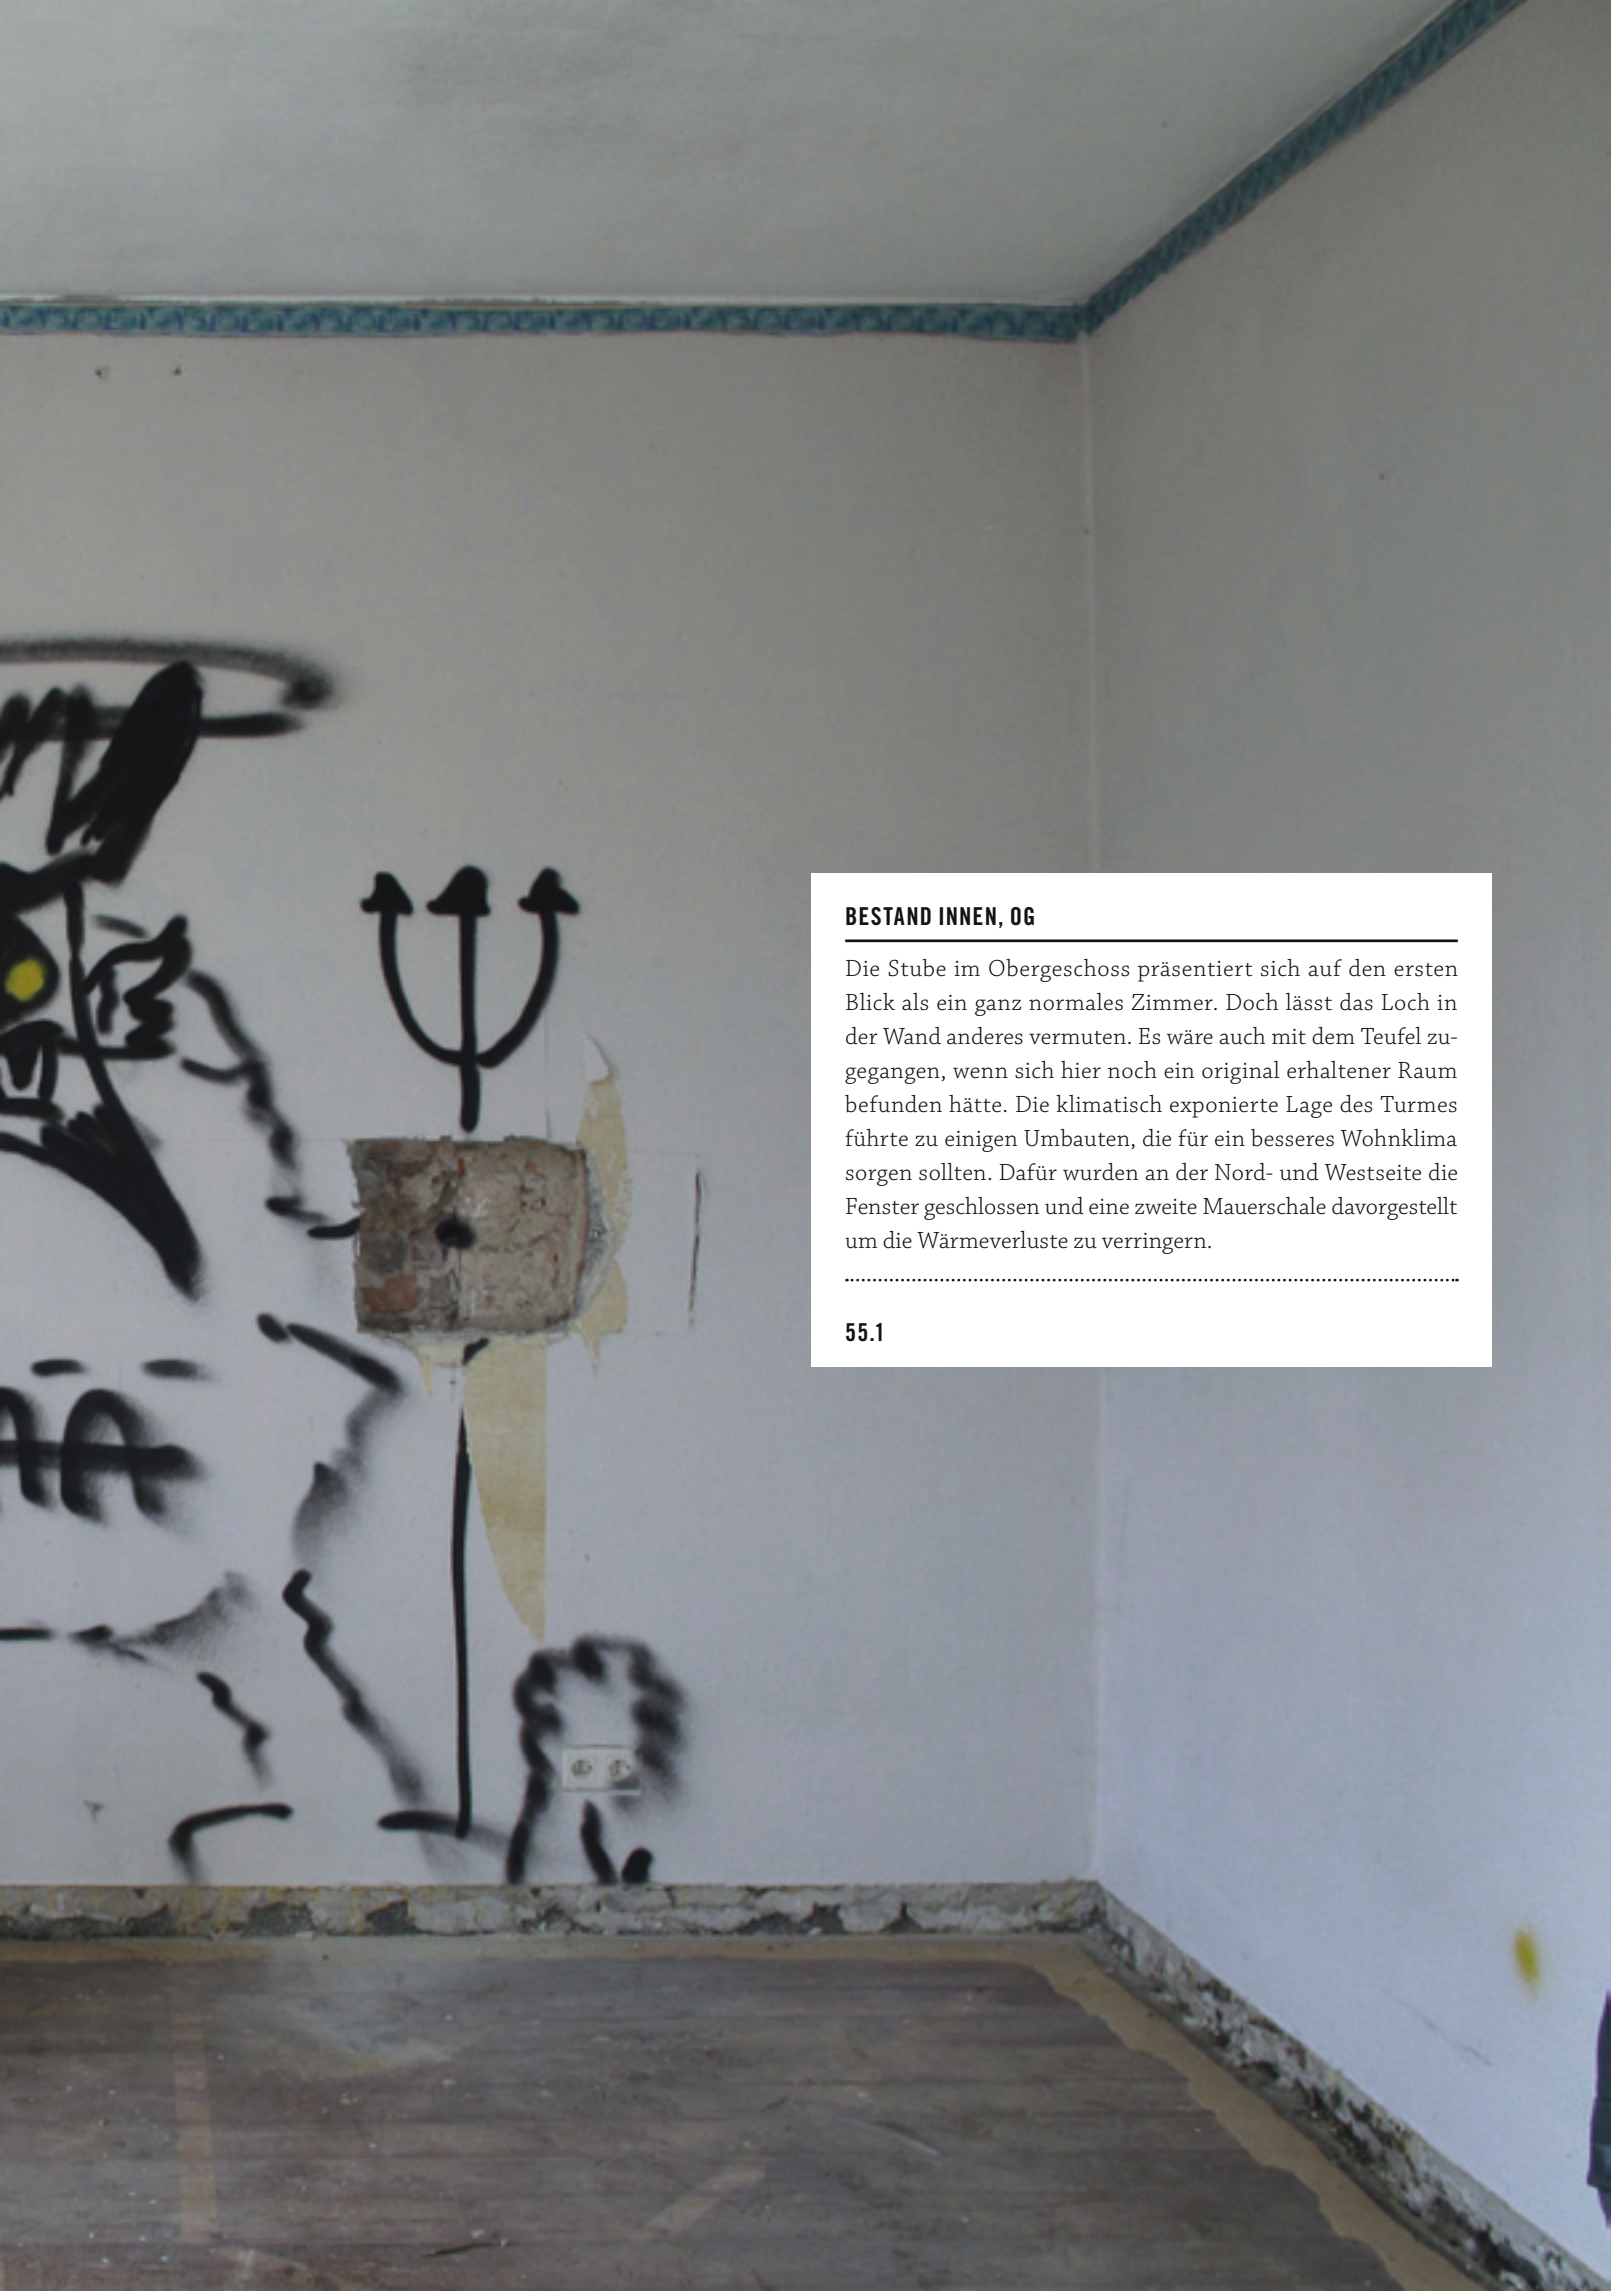 BESTAND INNEN, OG
Die Stube im Obergeschoss präsentiert sich auf den ersten
Blick als ein ganz normales Zimmer. Doch lässt das Loch in
der Wand anderes vermuten. Es wäre auch mit dem Teufel zu-
gegangen, wenn sich hier noch ein original erhaltener Raum
befunden hätte. Die klimatisch exponierte Lage des Turmes
führte zu einigen Umbauten, die für ein besseres Wohnklima
sorgen sollten. Dafür wurden an der Nord- und Westseite die
Fenster geschlossen und eine zweite Mauerschale davorgestellt
um die Wärmeverluste zu verringern.
55.1